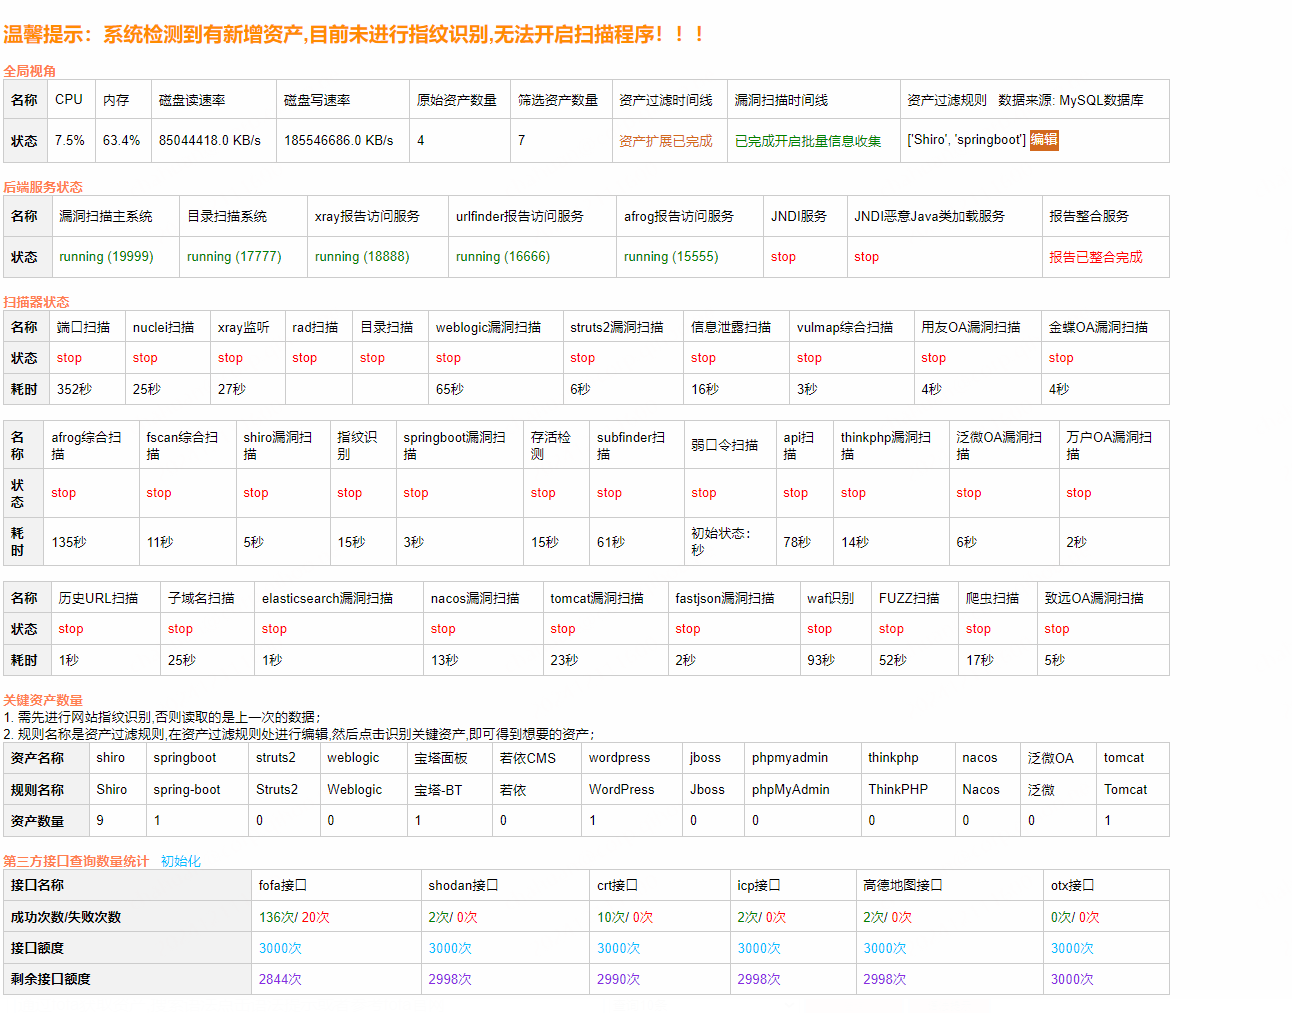 温馨提示：系统检测到有新增资产,目前未进行指纹识别,无法开启扫描程序！！！
全局视角
名称 CPU 内存 磁盘读速率 磁盘写速率 原始资产数量 筛选资产数量 资产过滤时间线 漏洞扫描时间线 资产过滤规则 数据来源: MySQL数据库
状态 7.5% 63.4% 85044418.0 KB/s 185546686.0 KB/s 4 7 资产扩展已完成 已完成开启批量信息收集 ['Shiro', 'springboot'] 编辑
后端服务状态
名称 漏洞扫描主系统 目录扫描系统 xray报告访问服务 urlfinder报告访问服务 afrog报告访问服务 JNDI服务 JNDI恶意Java类加载服务 报告整合服务
状态 running (19999) running (17777) running (18888) running (16666) running (15555) stop stop 报告已整合完成
扫描器状态
名称 端口扫描 nuclei扫描 xray监听 rad扫描 目录扫描 weblogic漏洞扫描 struts2漏洞扫描 信息泄露扫描 vulmap综合扫描 用友OA漏洞扫描 金蝶OA漏洞扫描
状态 stop stop stop stop stop stop stop stop stop stop stop
耗时 352秒 25秒 27秒 65秒 6秒 16秒 3秒 4秒 4秒
名称 afrog综合扫描 fscan综合扫描 shiro漏洞扫描 指纹识别 springboot漏洞扫描 存活检测 subfinder扫描 弱口令扫描 api扫描 thinkphp漏洞扫描 泛微OA漏洞扫描 万户OA漏洞扫描
状态 stop stop stop stop stop stop stop stop stop stop stop stop
耗时 135秒 11秒 5秒 15秒 3秒 15秒 61秒 初始状态：秒 78秒 14秒 6秒 2秒
名称 历史URL扫描 子域名扫描 elasticsearch漏洞扫描 nacos漏洞扫描 tomcat漏洞扫描 fastjson漏洞扫描 waf识别 FUZZ扫描 爬虫扫描 致远OA漏洞扫描
状态 stop stop stop stop stop stop stop stop stop stop
耗时 1秒 25秒 1秒 13秒 23秒 2秒 93秒 52秒 17秒 5秒
关键资产数量
1. 需先进行网站指纹识别,否则读取的是上一次的数据；
2. 规则名称是资产过滤规则,在资产过滤规则处进行编辑,然后点击识别关键资产,即可得到想要的资产；
资产名称 shiro springboot struts2 weblogic 宝塔面板 若依CMS wordpress jboss phpmyadmin thinkphp nacos 泛微OA tomcat
规则名称 Shiro spring-boot Struts2 Weblogic 宝塔-BT 若依 WordPress Jboss phpMyAdmin ThinkPHP Nacos 泛微 Tomcat
资产数量 9 1 0 0 1 0 1 0 0 0 0 0 1
第三方接口查询数量统计 初始化
接口名称 fofa接口 shodan接口 crt接口 icp接口 高德地图接口 otx接口
成功次数/失败次数 136次/ 20次 2次/ 0次 10次/ 0次 2次/ 0次 2次/ 0次 0次/ 0次
接口额度 3000次 3000次 3000次 3000次 3000次 3000次
剩余接口额度 2844次 2998次 2990次 2998次 2998次 3000次